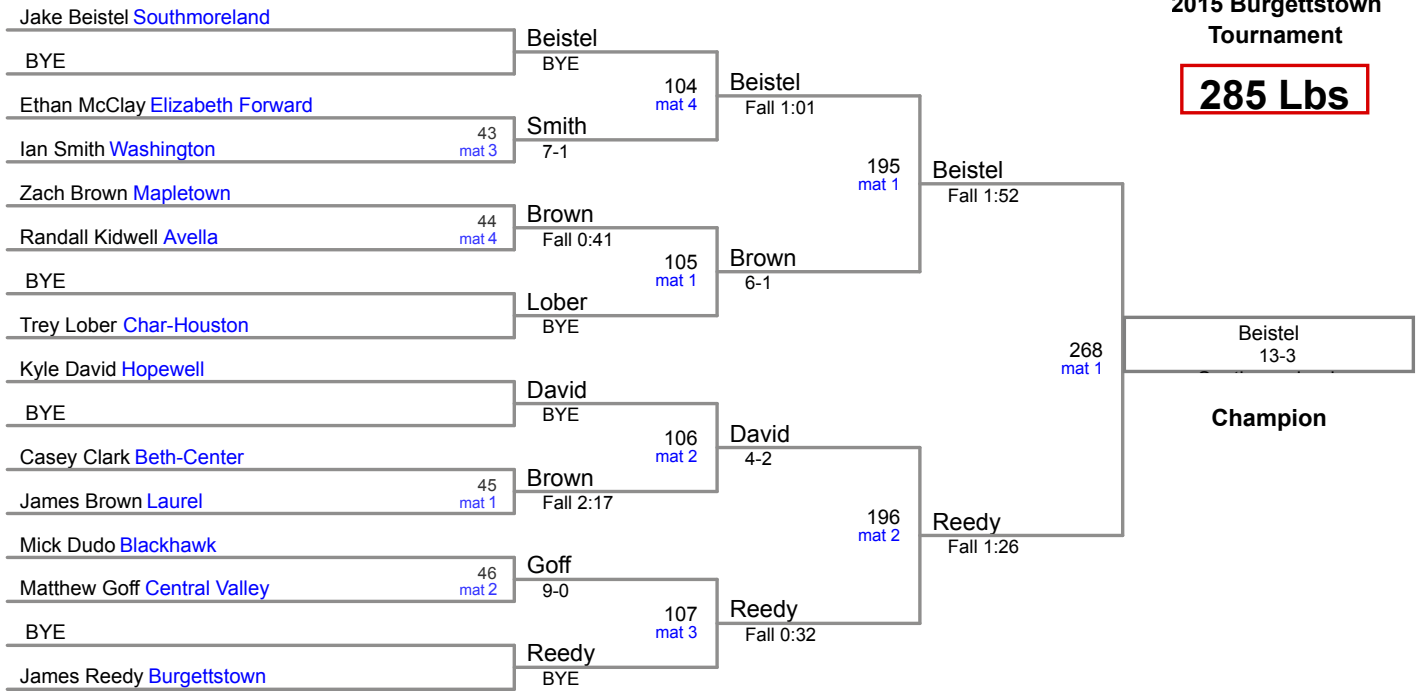 2015 Burgettstown
Tournament
285 Lbs
Jake Beistel Southmoreland
BYE
Ethan McClay Elizabeth Forward
Ian Smith Washington
Zach Brown Mapletown
Randall Kidwell Avella
BYE
Trey Lober Char-Houston
Kyle David Hopewell
BYE
Casey Clark Beth-Center
James Brown Laurel
Mick Dudo Blackhawk
Matthew Goff Central Valley
BYE
James Reedy Burgettstown
43
mat 3
44
mat 4
45
mat 1
46
mat 2
Beistel
BYE
Smith
7-1
Brown
Fall 0:41
Lober
BYE
David
BYE
Brown
Fall 2:17
Goff
9-0
Reedy
BYE
104
mat 4
105
mat 1
106
mat 2
107
mat 3
Beistel
Fall 1:01
Brown
6-1
David
4-2
Reedy
Fall 0:32
195
mat 1
196
mat 2
Beistel
Fall 1:52
Reedy
Fall 1:26
268
mat 1
Beistel
13-3
Champion